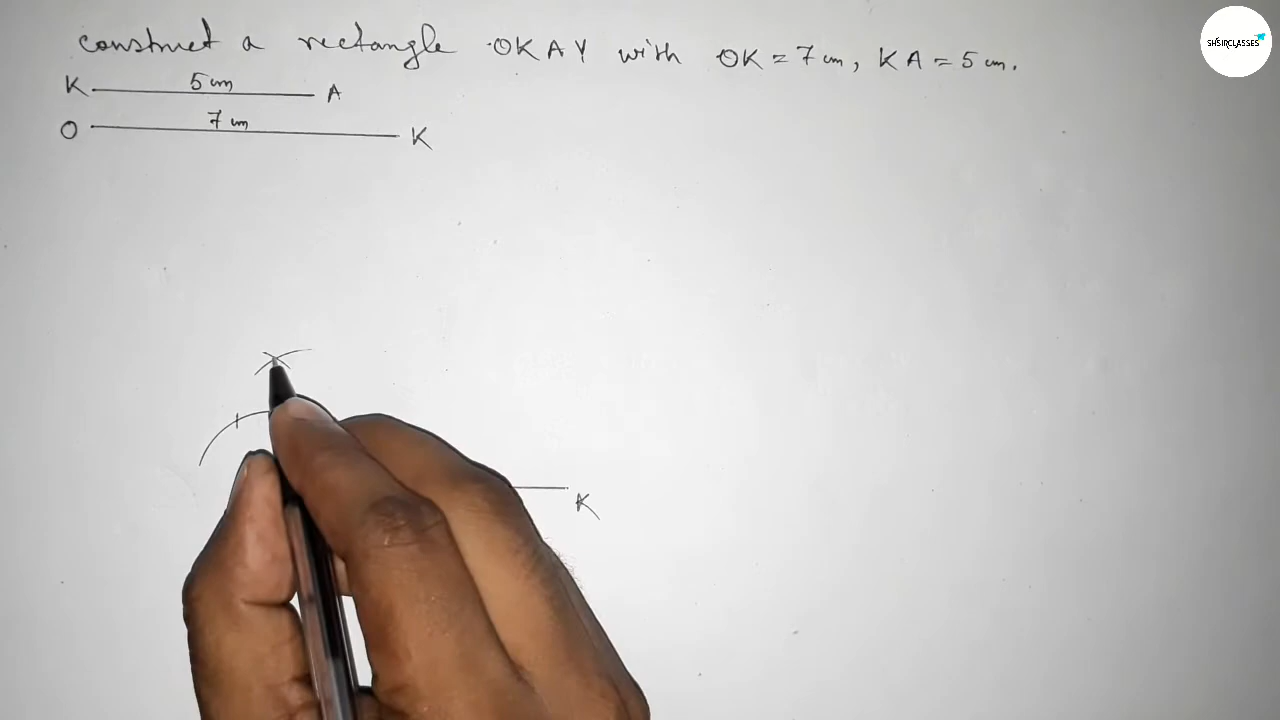 construct a rectangle OKAY with OK = 7 cm, KA = 5 cm.
SHSIRCLASSES
K 5 cm A
O 7 cm K
K